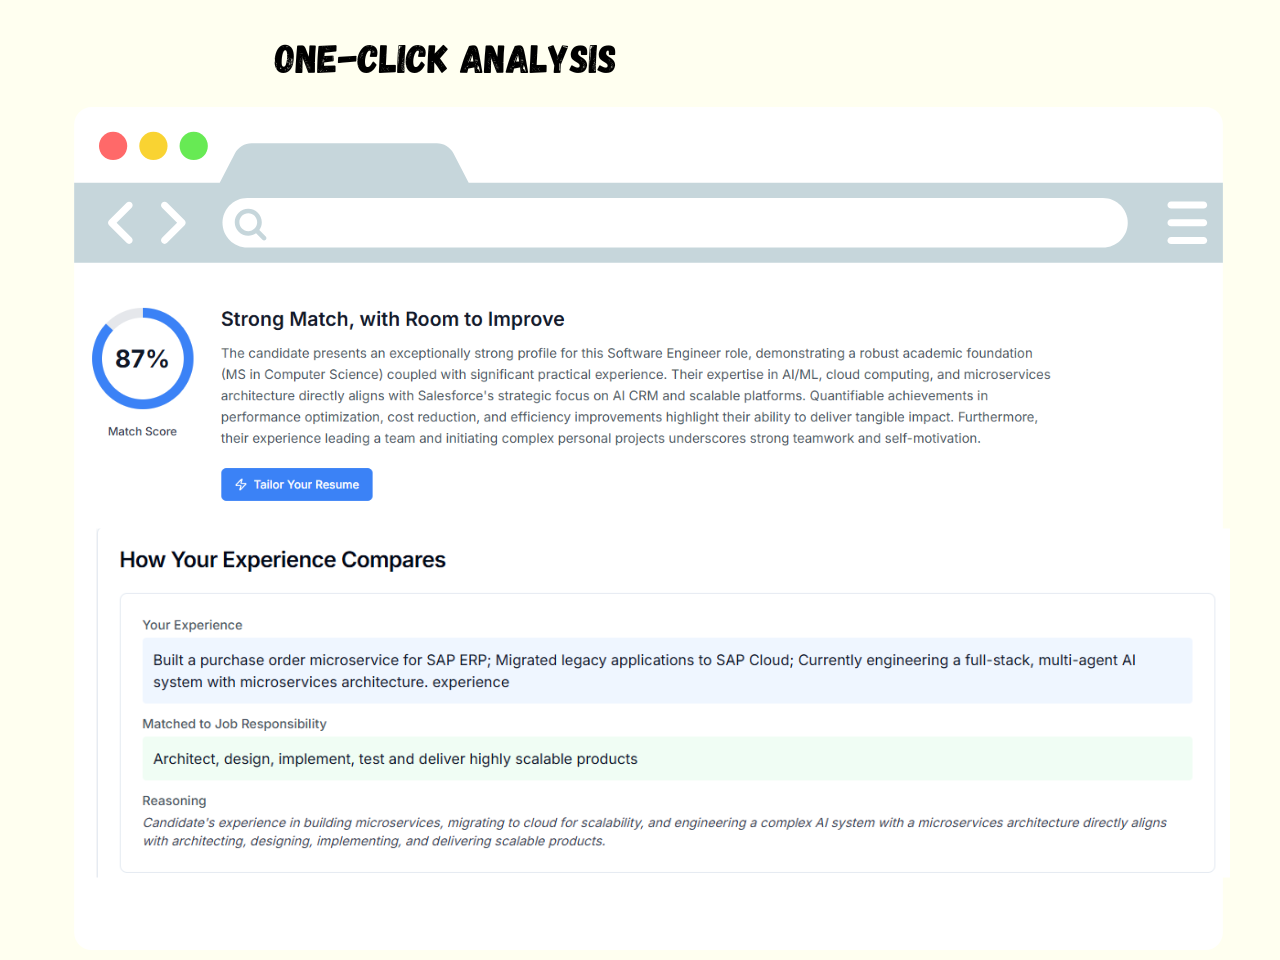 ONE-CLICK ANALYSIS
87%
Match Score
Strong Match, with Room to Improve
The candidate presents an exceptionally strong profile for this Software Engineer role, demonstrating a robust academic foundation
(MS in Computer Science) coupled with significant practical experience. Their expertise in AI/ML, cloud computing, and microservices
architecture directly aligns with Salesforce's strategic focus on AI CRM and scalable platforms. Quantifiable achievements in
performance optimization, cost reduction, and efficiency improvements highlight their ability to deliver tangible impact. Furthermore,
their experience leading a team and initiating complex personal projects underscores strong teamwork and self-motivation.
Tailor Your Resume
How Your Experience Compares
Your Experience
Built a purchase order microservice for SAP ERP; Migrated legacy applications to SAP Cloud; Currently engineering a full-stack, multi-agent AI
system with microservices architecture. experience
Matched to Job Responsibility
Architect, design, implement, test and deliver highly scalable products
Reasoning
Candidate's experience in building microservices, migrating to cloud for scalability, and engineering a complex AI system with a microservices architecture directly aligns
with architecting, designing, implementing, and delivering scalable products.